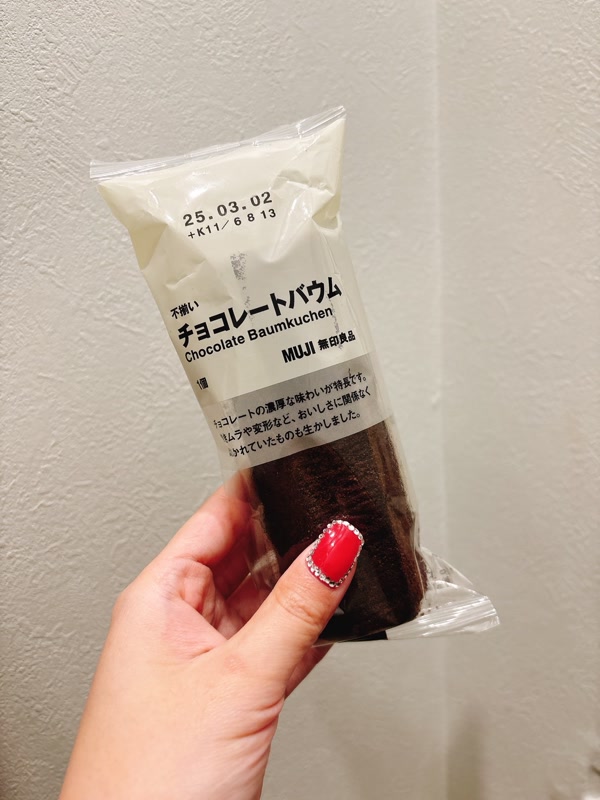 25.03.02
+K11/ 6 8 13
不揃い
チョコレートバウム
Chocolate Baumkuchen
MUJI 無印良品
1個
チョコレートの濃厚な味わいが特長です。
ムラや変形など、おいしさに関係なく
かれていたものも生かしました。